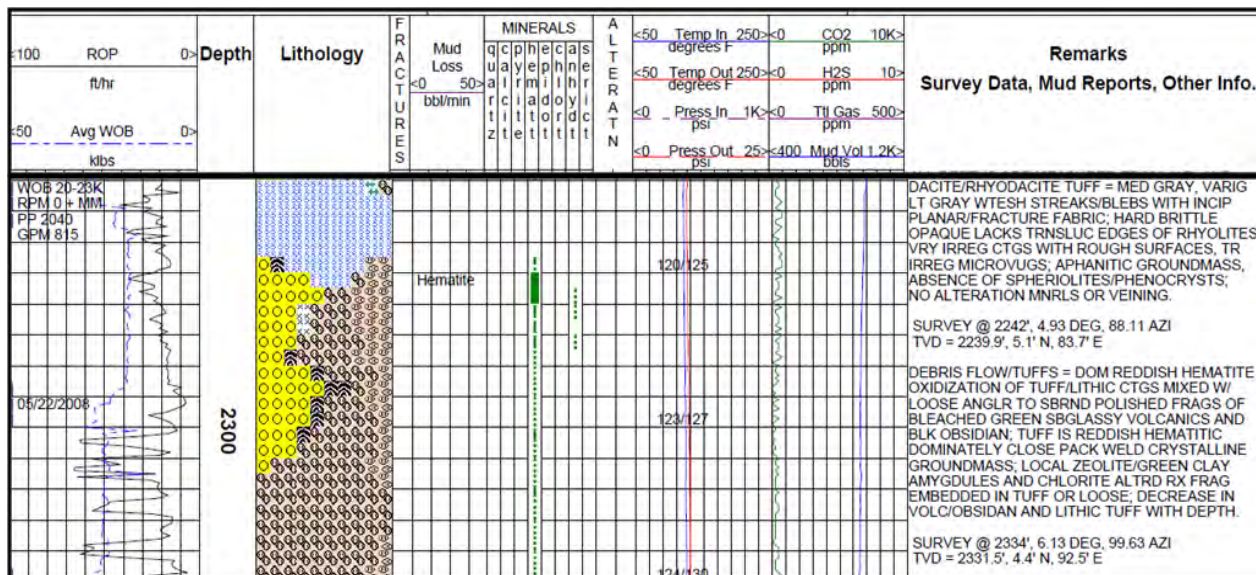 <100 ROP 0>
ft/hr
<50 Avg WOB 0>
klbs
Depth
Lithology
FRACTURES
Mud
Loss
<0 50>
bbl/min
MINERALS
quartz
calcit
pyrite
hemat
epidot
chlort
anhyd
serict
ALTERATN
<50 Temp In 250>
degrees F
<50 Temp Out 250>
degrees F
<0 Press In 1K>
psi
<0 Press Out 25>
psi
<0 CO2 10K>
ppm
<0 H2S 10>
ppm
<0 Ttl Gas 500>
ppm
<400 Mud Vol 1.2K>
bbls
Remarks
Survey Data, Mud Reports, Other Info.
WOB 20-23K
RPM 0 + MM
PP 2040
GPM 815
05/22/2008
2300
Hematite
120/125
123/127
124/130
DACITE/RHYODACITE TUFF = MED GRAY, VARIG
LT GRAY WTESH STREAKS/BLEBS WITH INCIP
PLANAR/FRACTURE FABRIC; HARD BRITTLE
OPAQUE LACKS TRNSLUC EDGES OF RHYOLITES
VRY IRREG CTGS WITH ROUGH SURFACES, TR
IRREG MICROVUGS; APHANITIC GROUNDMASS,
ABSENCE OF SPHERIOLITES/PHENOCRYSTS;
NO ALTERATION MNRLS OR VEINING.
SURVEY @ 2242', 4.93 DEG, 88.11 AZI
TVD = 2239.9', 5.1' N, 83.7' E
DEBRIS FLOW/TUFFS = DOM REDDISH HEMATITE
OXIDIZATION OF TUFF/LITHIC CTGS MIXED W/
LOOSE ANGLR TO SBRND POLISHED FRAGS OF
BLEACHED GREEN SBGLASSY VOLCANICS AND
BLK OBSIDIAN; TUFF IS REDDISH HEMATITIC
DOMINATELY CLOSE PACK WELD CRYSTALLINE
GROUNDMASS; LOCAL ZEOLITE/GREEN CLAY
AMYGDULES AND CHLORITE ALTRD RX FRAG
EMBEDDED IN TUFF OR LOOSE; DECREASE IN
VOLC/OBSIDAN AND LITHIC TUFF WITH DEPTH.
SURVEY @ 2334', 6.13 DEG, 99.63 AZI
TVD = 2331.5', 4.4' N, 92.5' E